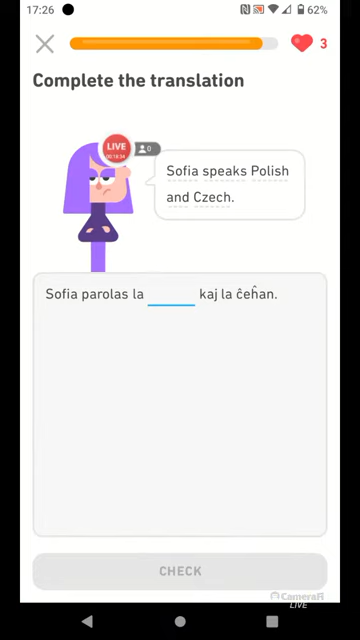 17:26
62%
3
Complete the translation
LIVE
0
Sofia speaks Polish
and Czech.
Sofia parolas la kaj la ĉeĥan.
CHECK
CameraFi
LIVE